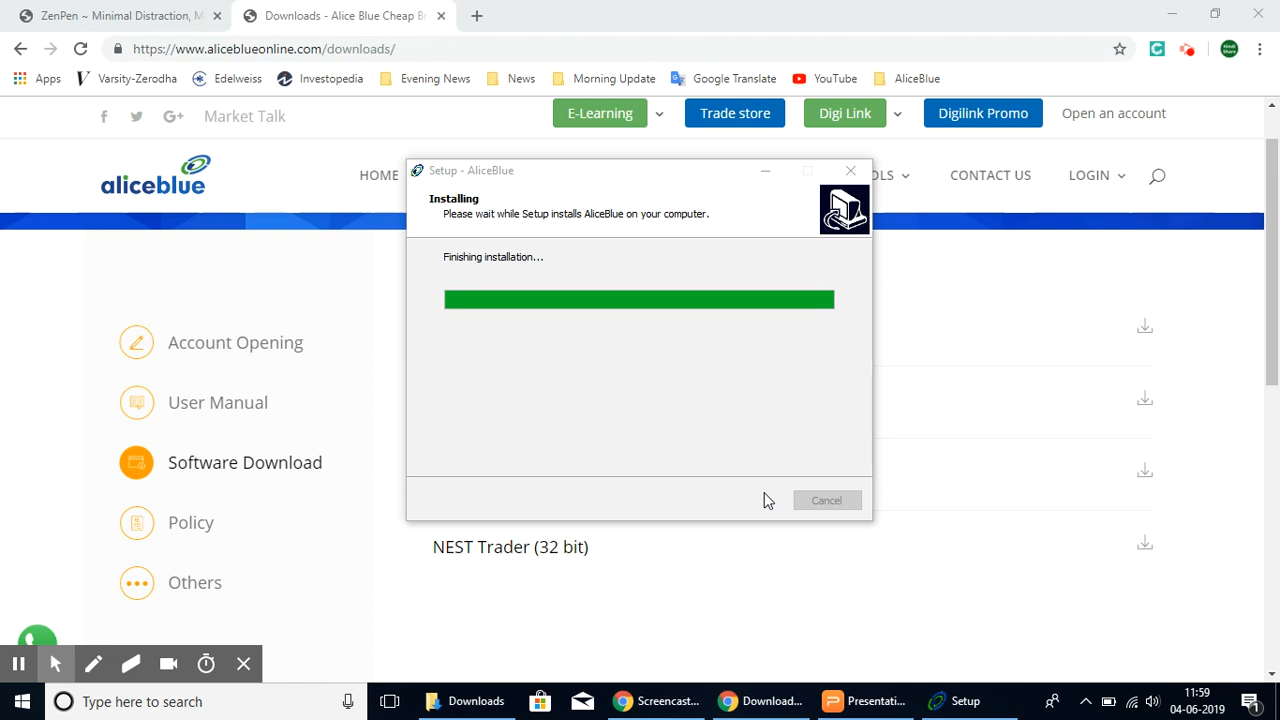 ZenPen ~ Minimal Distraction, M
Downloads - Alice Blue Cheap Br
https://www.aliceblueonline.com/downloads/
Apps
Varsity-Zerodha
Edelweiss
Investopedia
Evening News
News
Morning Update
Google Translate
YouTube
AliceBlue
Market Talk
E-Learning
Trade store
Digi Link
Digilink Promo
Open an account
aliceblue
HOME
OLS
CONTACT US
LOGIN
Setup - AliceBlue
Installing
Please wait while Setup installs AliceBlue on your computer.
Finishing installation...
Cancel
Account Opening
User Manual
Software Download
Policy
Others
NEST Trader (32 bit)
Type here to search
Downloads
Screencast...
Download...
Presentati...
Setup
11:59
04-06-2019
1